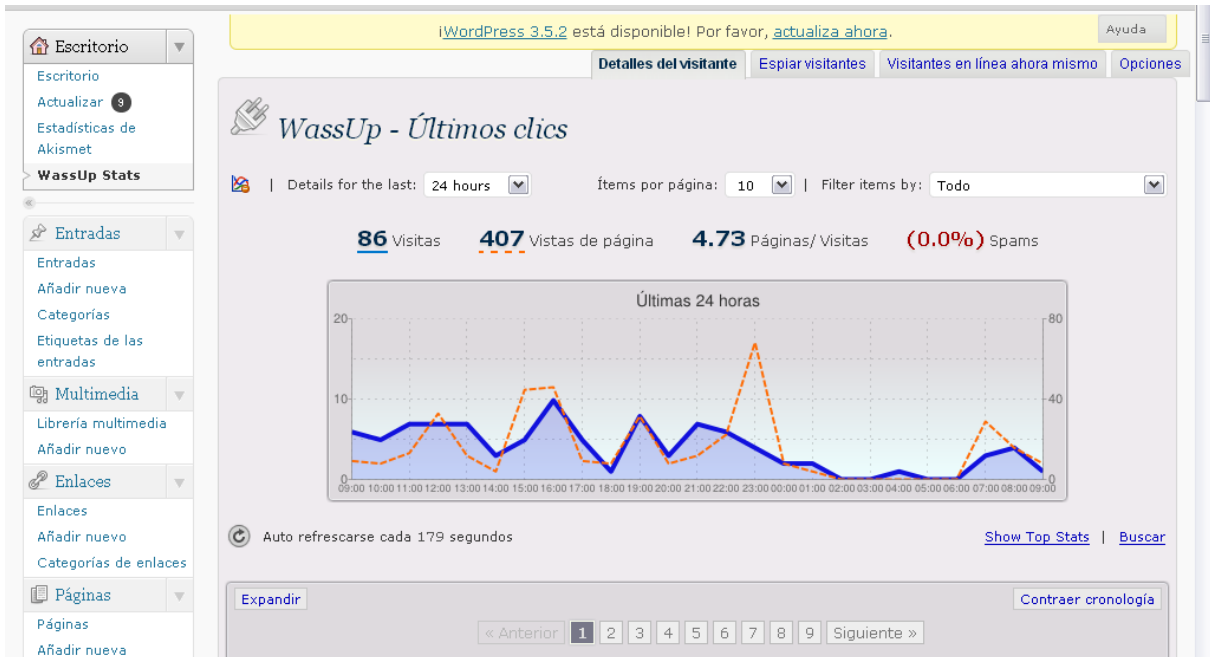 ¡WordPress 3.5.2 está disponible! Por favor, actualiza ahora.
Ayuda
Escritorio
Escritorio
Actualizar 9
Estadísticas de
Akismet
WassUp Stats
Entradas
Entradas
Añadir nueva
Categorías
Etiquetas de las
entradas
Multimedia
Librería multimedia
Añadir nuevo
Enlaces
Enlaces
Añadir nuevo
Categorías de enlaces
Páginas
Páginas
Añadir nueva
Detalles del visitante Espiar visitantes Visitantes en línea ahora mismo Opciones
WassUp - Últimos clics
| Details for the last: 24 hours Ítems por página: 10 | Filter items by: Todo
86 Visitas 407 Vistas de página 4.73 Páginas/ Visitas (0.0%) Spams
Últimas 24 horas
20 80
10 40
0 0
09:00 10:00 11:00 12:00 13:00 14:00 15:00 16:00 17:00 18:00 19:00 20:00 21:00 22:00 23:00 00:00 01:00 02:00 03:00 04:00 05:00 06:00 07:00 08:00 09:00
Auto refrescarse cada 179 segundos
Show Top Stats | Buscar
Expandir Contraer cronología
« Anterior 1 2 3 4 5 6 7 8 9 Siguiente »